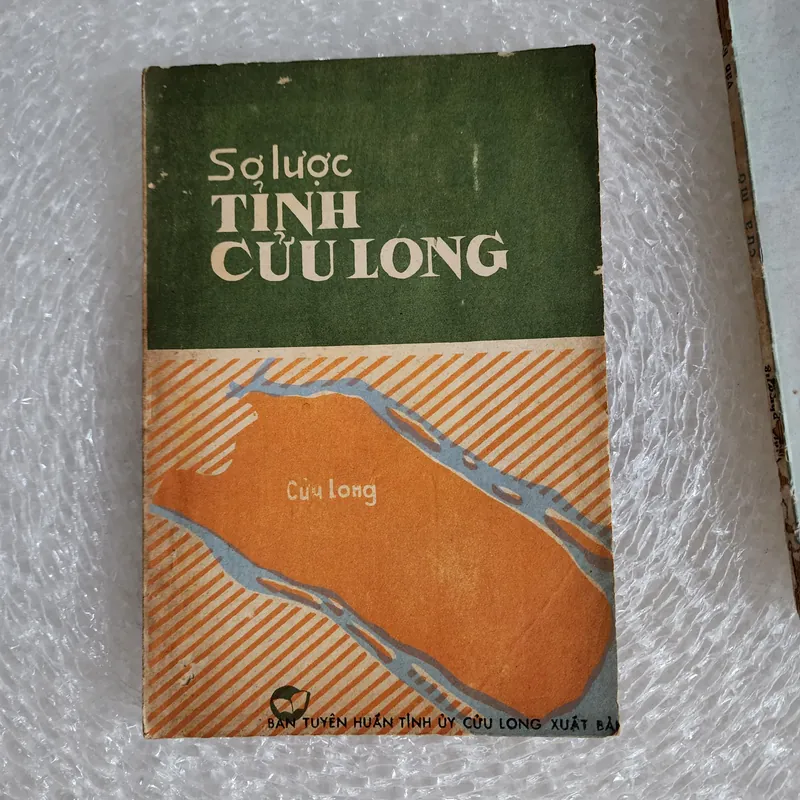 Sơ lược
TỈNH
CỬU LONG
Cửu long
BAN TUYÊN HUẤN TỈNH ỦY CỬU LONG XUẤT BẢN